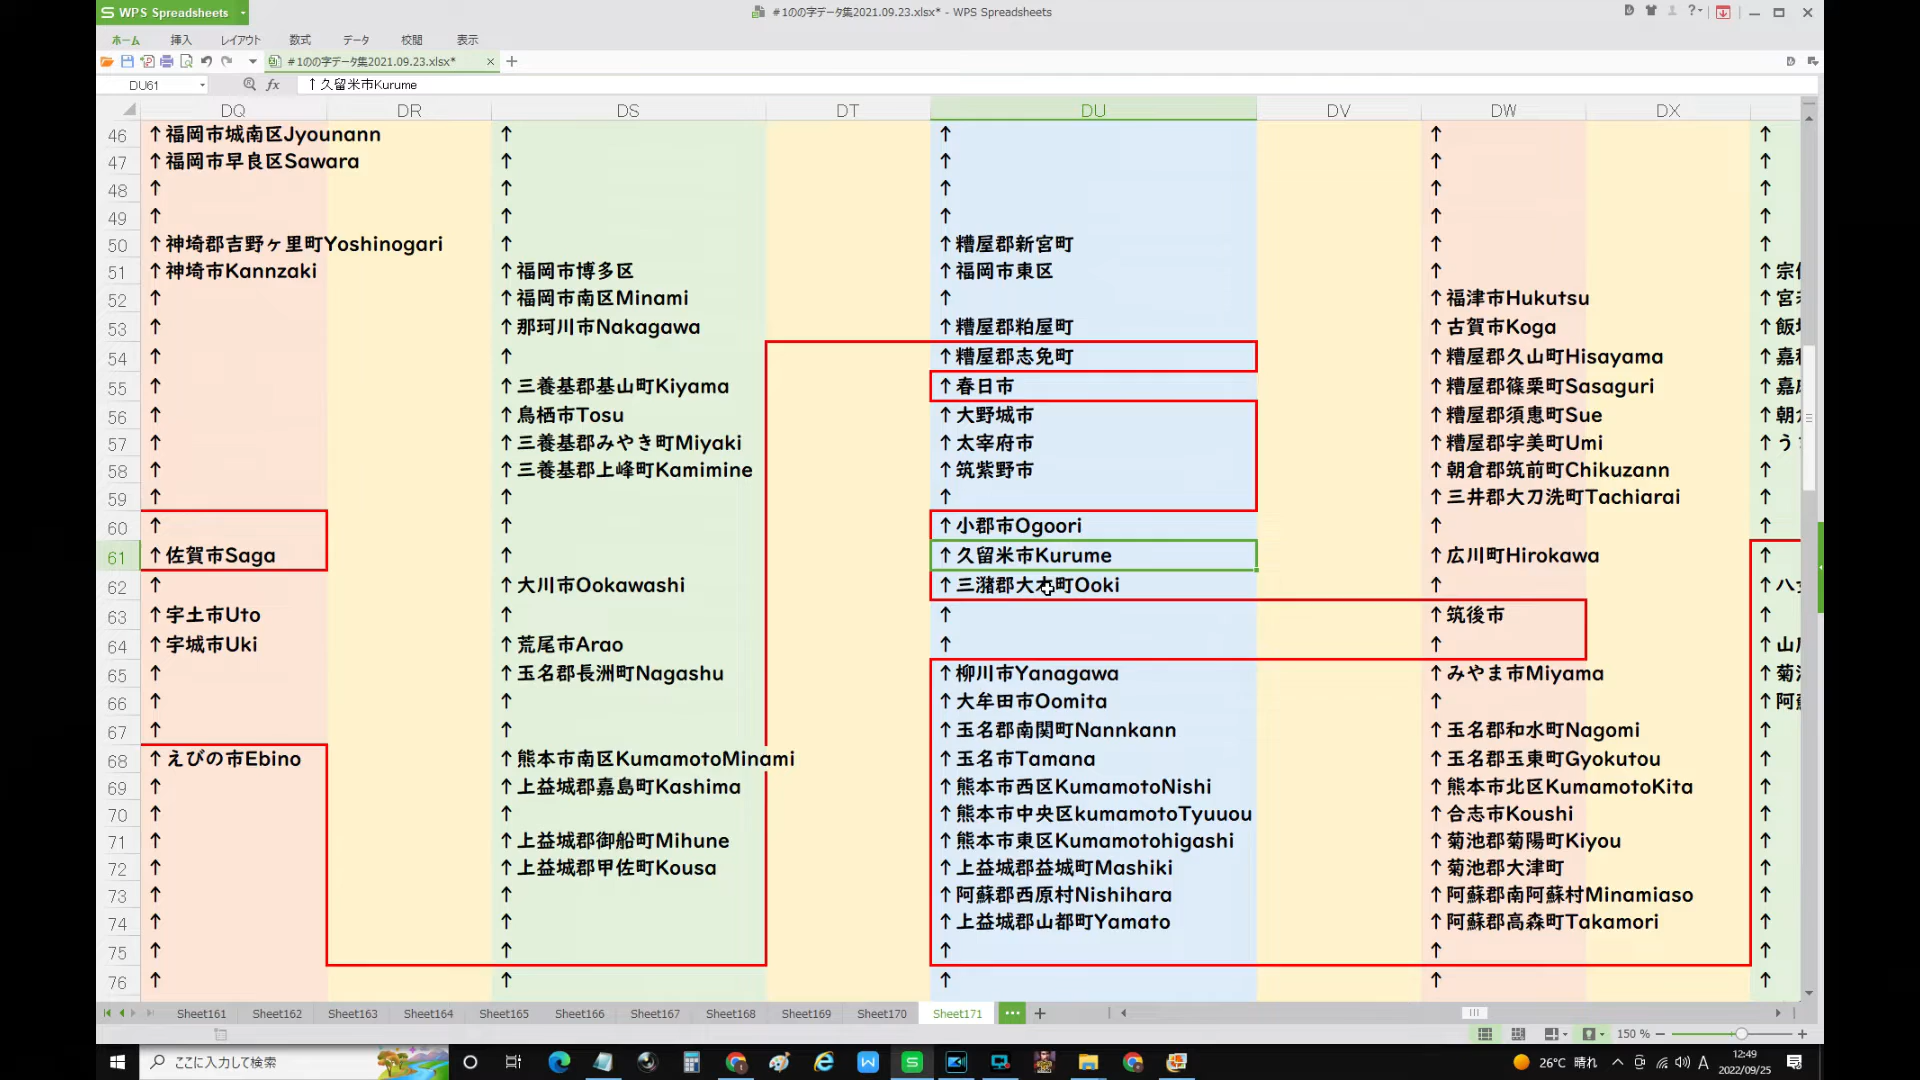 WPS Spreadsheets
#1のの字データ集2021.09.23.xlsx* - WPS Spreadsheets
ホーム 挿入 レイアウト 数式 データ 校閲 表示
#1のの字データ集2021.09.23.xlsx*
DU61 fx ↑久留米市Kurume
DQ DR DS DT DU DV DW DX
46 ↑福岡市城南区Jyounann ↑ ↑ ↑ ↑
47 ↑福岡市早良区Sawara ↑ ↑ ↑ ↑
48 ↑ ↑ ↑ ↑ ↑
49 ↑ ↑ ↑ ↑ ↑
50 ↑神埼郡吉野ヶ里町Yoshinogari ↑ ↑糟屋郡新宮町 ↑ ↑
51 ↑神埼市Kannzaki ↑福岡市博多区 ↑福岡市東区 ↑ ↑宗
52 ↑ ↑福岡市南区Minami ↑ ↑福津市Hukutsu ↑宮
53 ↑ ↑那珂川市Nakagawa ↑糟屋郡粕屋町 ↑古賀市Koga ↑飯
54 ↑ ↑ ↑糟屋郡志免町 ↑糟屋郡久山町Hisayama ↑嘉
55 ↑ ↑三養基郡基山町Kiyama ↑春日市 ↑糟屋郡篠栗町Sasaguri ↑嘉
56 ↑ ↑鳥栖市Tosu ↑大野城市 ↑糟屋郡須恵町Sue ↑朝
57 ↑ ↑三養基郡みやき町Miyaki ↑太宰府市 ↑糟屋郡宇美町Umi ↑う
58 ↑ ↑三養基郡上峰町Kamimine ↑筑紫野市 ↑朝倉郡筑前町Chikuzann ↑
59 ↑ ↑ ↑ ↑三井郡大刀洗町Tachiarai ↑
60 ↑ ↑ ↑小郡市Ogoori ↑ ↑
61 ↑佐賀市Saga ↑ ↑久留米市Kurume ↑広川町Hirokawa ↑
62 ↑ ↑大川市Ookawashi ↑三潴郡大木町Ooki ↑ ↑八
63 ↑宇土市Uto ↑ ↑ ↑筑後市 ↑
64 ↑宇城市Uki ↑荒尾市Arao ↑ ↑ ↑山
65 ↑ ↑玉名郡長洲町Nagashu ↑柳川市Yanagawa ↑みやま市Miyama ↑菊
66 ↑ ↑ ↑大牟田市Oomita ↑ ↑阿
67 ↑ ↑ ↑玉名郡南関町Nannkann ↑玉名郡和水町Nagomi ↑
68 ↑えびの市Ebino ↑熊本市南区KumamotoMinami ↑玉名市Tamana ↑玉名郡玉東町Gyokutou ↑
69 ↑ ↑上益城郡嘉島町Kashima ↑熊本市西区KumamotoNishi ↑熊本市北区KumamotoKita ↑
70 ↑ ↑ ↑熊本市中央区kumamotoTyuuou ↑合志市Koushi ↑
71 ↑ ↑上益城郡御船町Mihune ↑熊本市東区Kumamotohigashi ↑菊池郡菊陽町Kiyou ↑
72 ↑ ↑上益城郡甲佐町Kousa ↑上益城郡益城町Mashiki ↑菊池郡大津町 ↑
73 ↑ ↑ ↑阿蘇郡西原村Nishihara ↑阿蘇郡南阿蘇村Minamiaso ↑
74 ↑ ↑ ↑上益城郡山都町Yamato ↑阿蘇郡高森町Takamori ↑
75 ↑ ↑ ↑ ↑ ↑
76 ↑ ↑ ↑ ↑ ↑
Sheet161 Sheet162 Sheet163 Sheet164 Sheet165 Sheet166 Sheet167 Sheet168 Sheet169 Sheet170 Sheet171
150 %
ここに入力して検索
26°C 晴れ A 12:49
2022/09/25